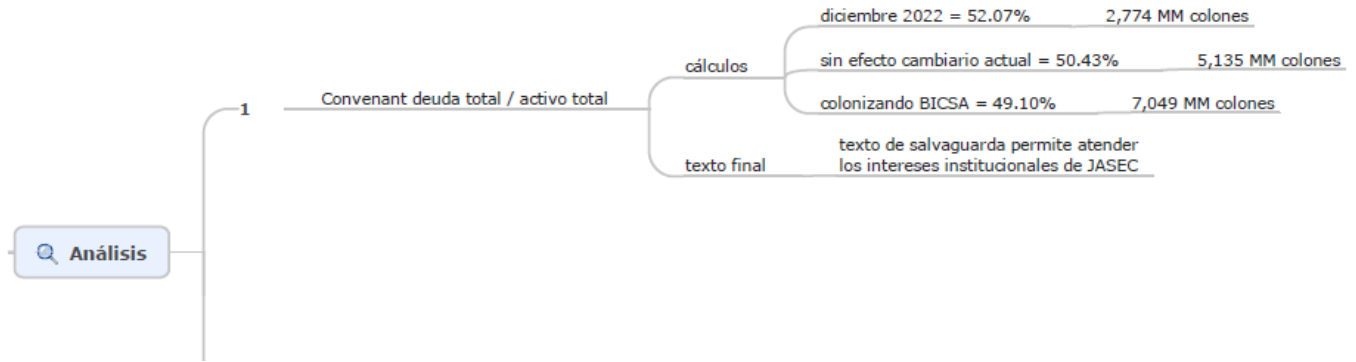 diciembre 2022 = 52.07% 2,774 MM colones
cálculos
sin efecto cambiario actual = 50.43% 5,135 MM colones
1 Convenant deuda total / activo total
colonizando BICSA = 49.10% 7,049 MM colones
texto final
texto de salvaguarda permite atender
los intereses institucionales de JASEC
Análisis